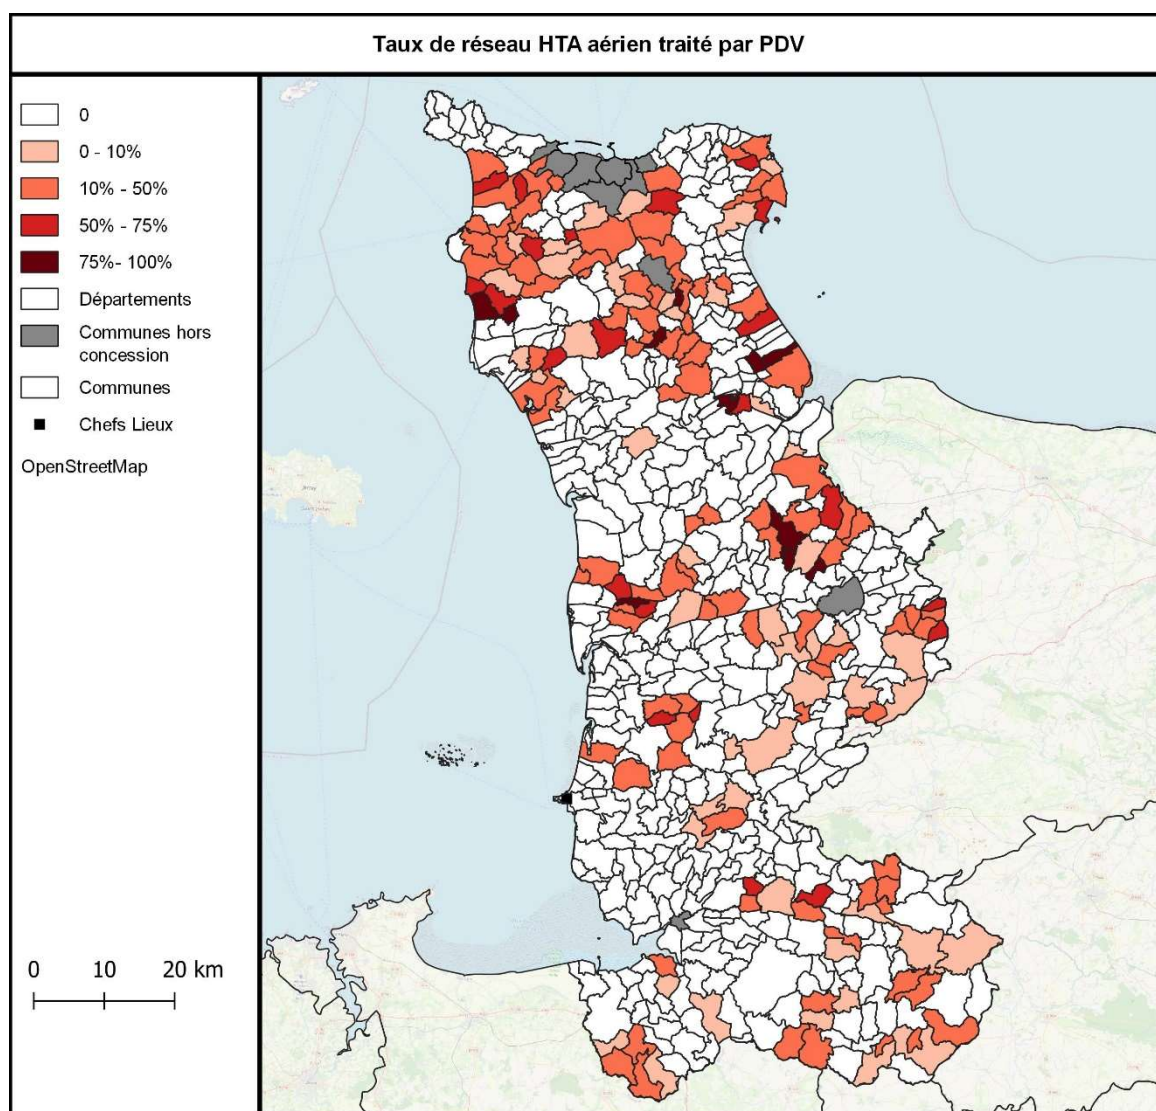 Taux de réseau HTA aérien traité par PDV
0
0 - 10%
10% - 50%
50% - 75%
75%- 100%
Départements
Communes hors
concession
Communes
Chefs Lieux
OpenStreetMap
0 10 20 km